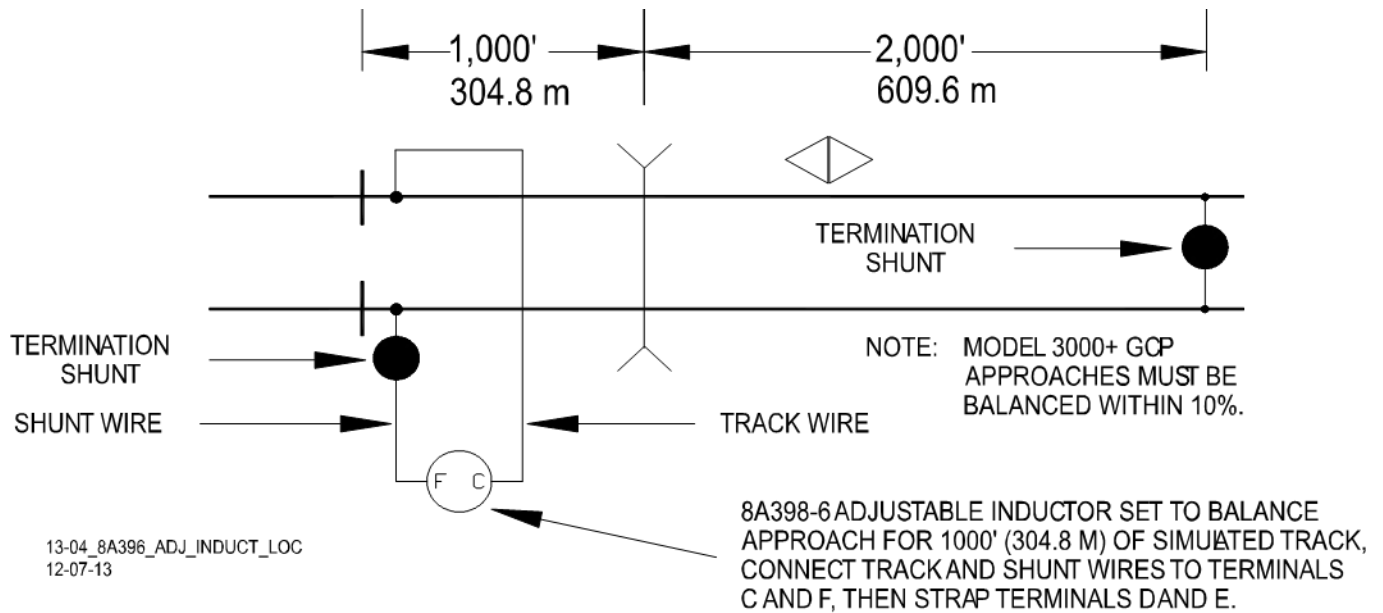 1,000'
304.8 m
2,000'
609.6 m
TERMINATION
SHUNT
TERMINATION
SHUNT
NOTE: MODEL 3000+ GCP
APPROACHES MUST BE
BALANCED WITHIN 10%.
SHUNT WIRE
TRACK WIRE
F C
8A398-6 ADJUSTABLE INDUCTOR SET TO BALANCE
APPROACH FOR 1000' (304.8 M) OF SIMULATED TRACK,
CONNECT TRACK AND SHUNT WIRES TO TERMINALS
C AND F, THEN STRAP TERMINALS D AND E.
13-04_8A396_ADJ_INDUCT_LOC
12-07-13